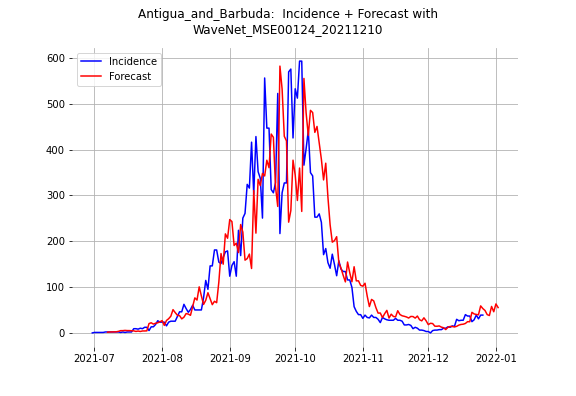 Antigua_and_Barbuda:  Incidence + Forecast with
WaveNet_MSE00124_20211210
Incidence
Forecast
600
500
400
300
200
100
0
2021-07 2021-08 2021-09 2021-10 2021-11 2021-12 2022-01